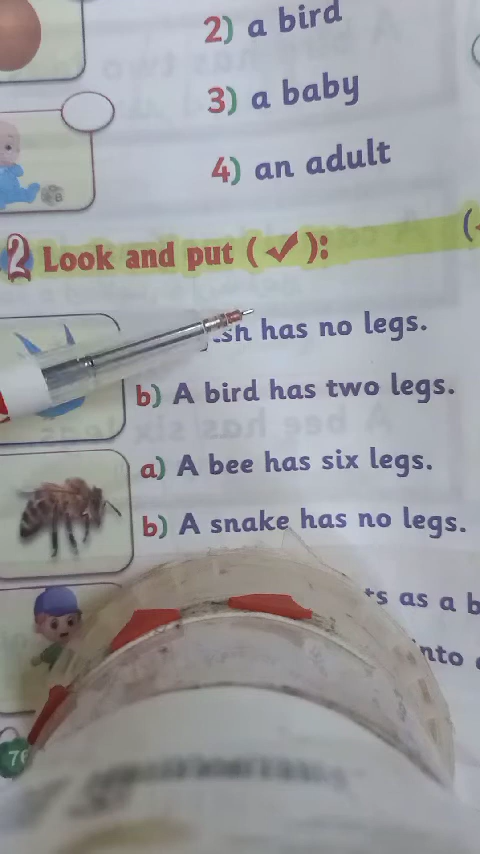 2) a bird
3) a baby
4) an adult
2 Look and put (✓):
has no legs.
b) A bird has two legs.
a) A bee has six legs.
b) A snake has no legs.
as a